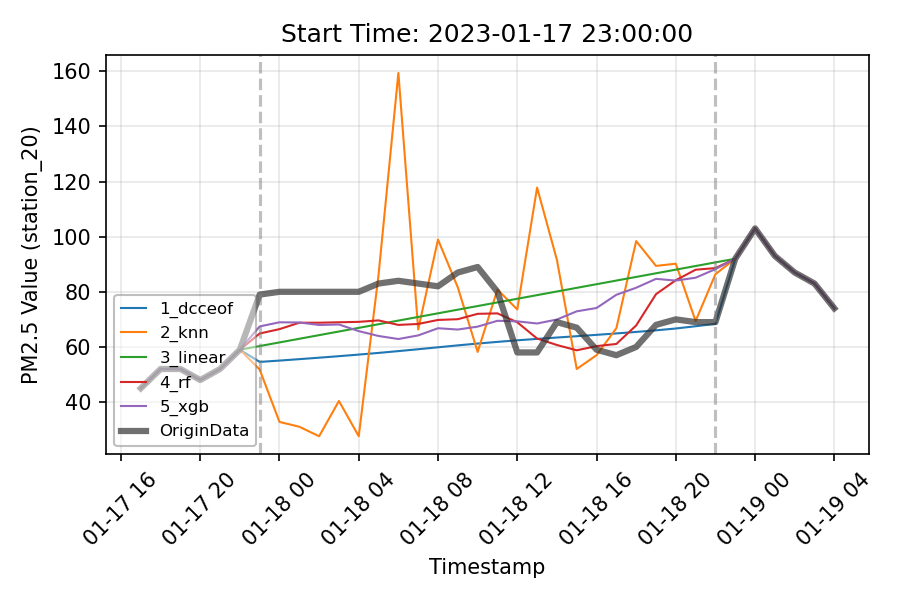 Start Time: 2023-01-17 23:00:00
PM2.5 Value (station_20)
160
140
120
100
80
60
40
1_dcceof
2_knn
3_linear
4_rf
5_xgb
OriginData
01-17 16
01-17 20
01-18 00
01-18 04
01-18 08
01-18 12
01-18 16
01-18 20
01-19 00
01-19 04
Timestamp